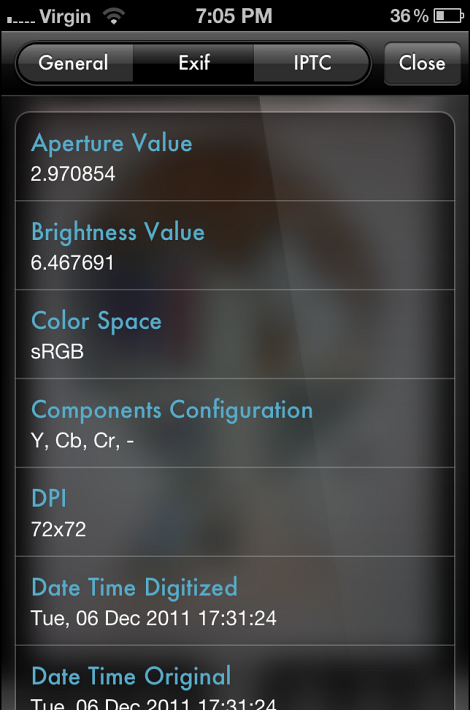 Virgin 7:05 PM 36%
General Exif IPTC Close
Aperture Value
2.970854
Brightness Value
6.467691
Color Space
sRGB
Components Configuration
Y, Cb, Cr, -
DPI
72x72
Date Time Digitized
Tue, 06 Dec 2011 17:31:24
Date Time Original
Tue, 06 Dec 2011 17:31:24